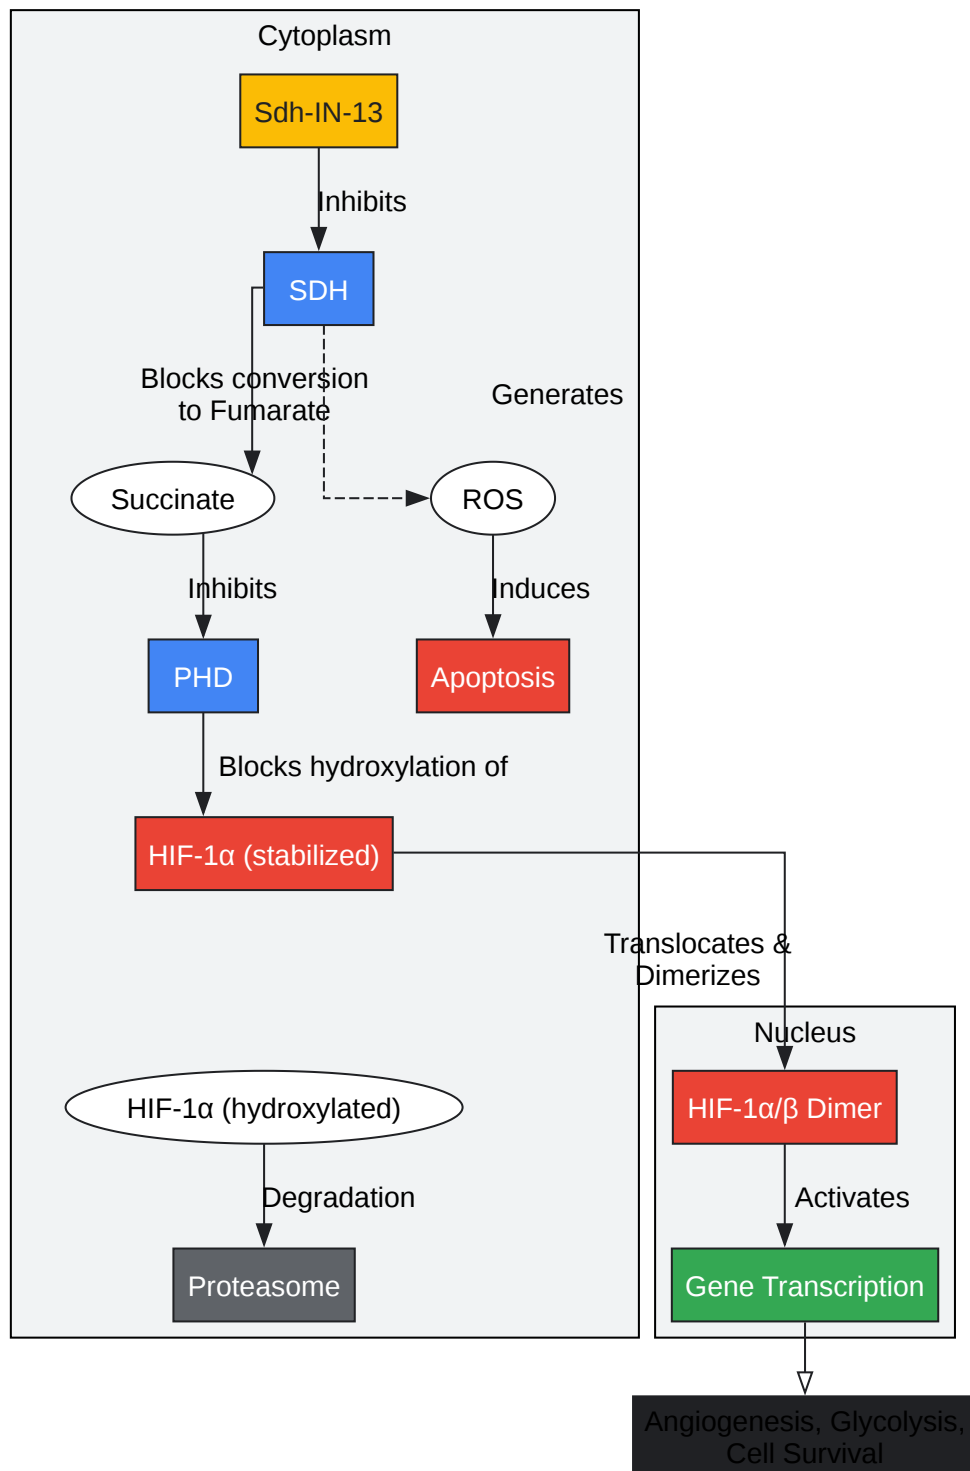 Cytoplasm
Sdh-IN-13
Inhibits
SDH
Blocks conversion
to Fumarate
Generates
Succinate
ROS
Inhibits
Induces
PHD
Apoptosis
Blocks hydroxylation of
HIF-1α (stabilized)
Translocates &
Dimerizes
Nucleus
HIF-1α (hydroxylated)
HIF-1α/β Dimer
Degradation
Activates
Proteasome
Gene Transcription
Angiogenesis, Glycolysis,
Cell Survival